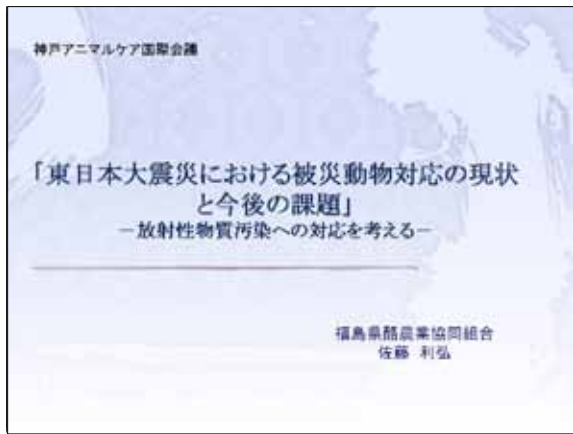 神戸アニマルケア国際会議
「東日本大震災における被災動物対応の現状
と今後の課題」
－放射性物質汚染への対応を考える－
福島県酪農業協同組合
佐藤 利弘